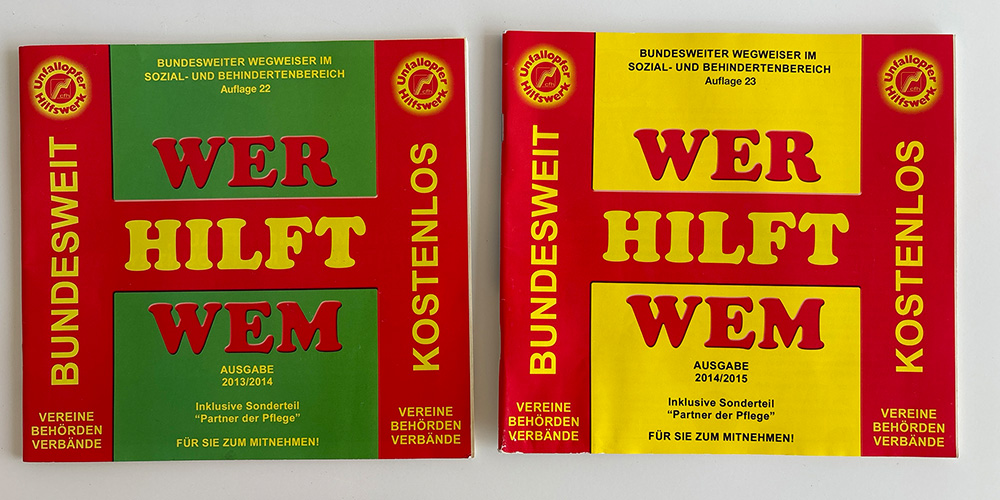 Unfallopfer
Hilfswerk
BUNDESWEIT
BUNDESWEITER WEGWEISER IM
SOZIAL- UND BEHINDERTENBEREICH
Auflage 22
WER
HILFT
WEM
AUSGABE
2013/2014
Inklusive Sonderteil
“Partner der Pflege”
FÜR SIE ZUM MITNEHMEN!
VEREINE
BEHÖRDEN
VERBÄNDE
Unfallopfer
Hilfswerk
KOSTENLOS
VEREINE
BEHÖRDEN
VERBÄNDE
Unfallopfer
Hilfswerk
BUNDESWEIT
BUNDESWEITER WEGWEISER IM
SOZIAL- UND BEHINDERTENBEREICH
Auflage 23
WER
HILFT
WEM
AUSGABE
2014/2015
Inklusive Sonderteil
“Partner der Pflege”
FÜR SIE ZUM MITNEHMEN!
VEREINE
BEHÖRDEN
VERBÄNDE
Unfallopfer
Hilfswerk
KOSTENLOS
VEREINE
BEHÖRDEN
VERBÄNDE